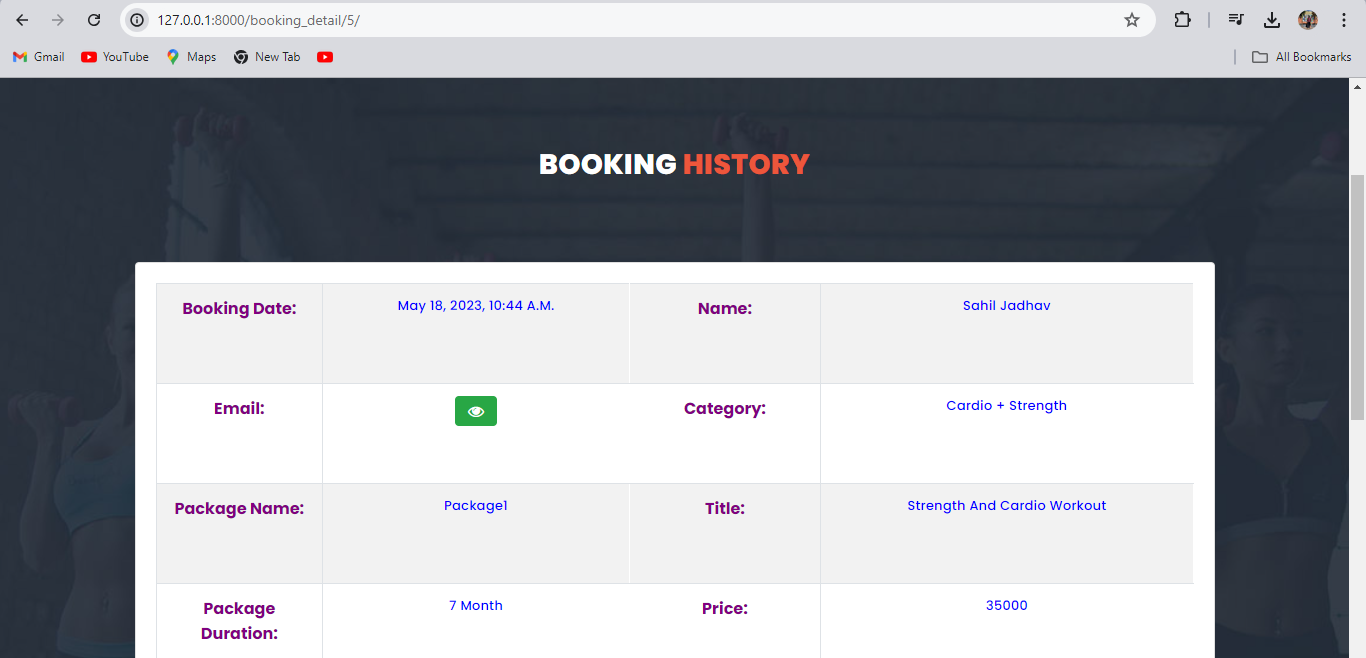 127.0.0.1:8000/booking_detail/5/
Gmail YouTube Maps New Tab All Bookmarks
BOOKING HISTORY
Booking Date: May 18, 2023, 10:44 A.M. Name: Sahil Jadhav
Email: Category: Cardio + Strength
Package Name: Package1 Title: Strength And Cardio Workout
Package Duration: 7 Month Price: 35000